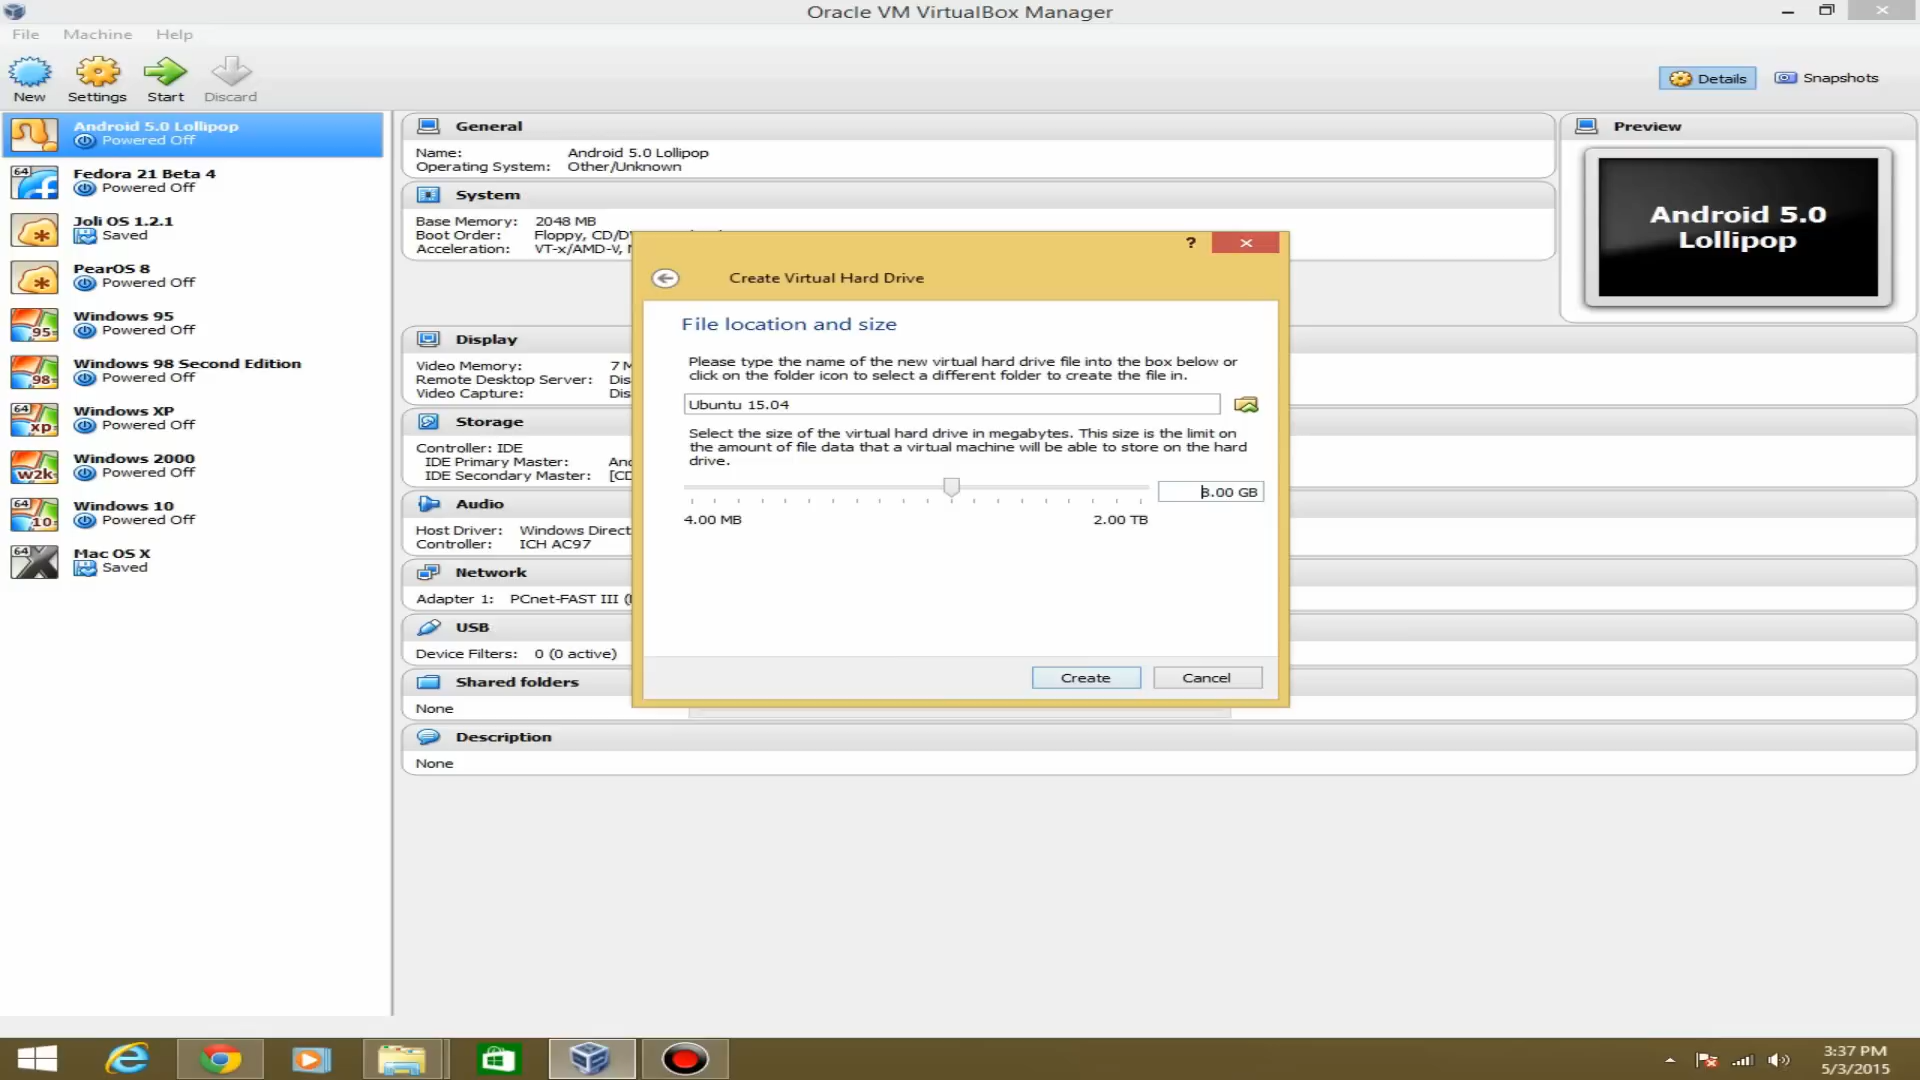 Oracle VM VirtualBox Manager
File Machine Help
New Settings Start Discard
Details Snapshots
Android 5.0 Lollipop
Powered Off
Fedora 21 Beta 4
Powered Off
Joli OS 1.2.1
Saved
PearOS 8
Powered Off
Windows 95
Powered Off
Windows 98 Second Edition
Powered Off
Windows XP
Powered Off
Windows 2000
Powered Off
Windows 10
Powered Off
Mac OS X
Saved
64
95
98
64
xp
w2k
64
10
64
General
Name: Android 5.0 Lollipop
Operating System: Other/Unknown
System
Base Memory: 2048 MB
Boot Order: Floppy,
Acceleration: VT-x/AMD-V,
Display
Video Memory: 7
Remote Desktop Server:
Video Capture:
Storage
Controller: IDE
IDE Primary Master:
IDE Secondary Master:
Audio
Host Driver: Windows Direct
Controller: ICH AC97
Network
Adapter 1: PCnet-FAST III
USB
Device Filters: 0 (0 active)
Shared folders
None
Description
None
Preview
Android 5.0
Lollipop
?
Create Virtual Hard Drive
File location and size
Please type the name of the new virtual hard drive file into the box below or
click on the folder icon to select a different folder to create the file in.
Ubuntu 15.04
Select the size of the virtual hard drive in megabytes. This size is the limit on
the amount of file data that a virtual machine will be able to store on the hard
drive.
8.00 GB
4.00 MB 2.00 TB
Create Cancel
3:37 PM
5/3/2015